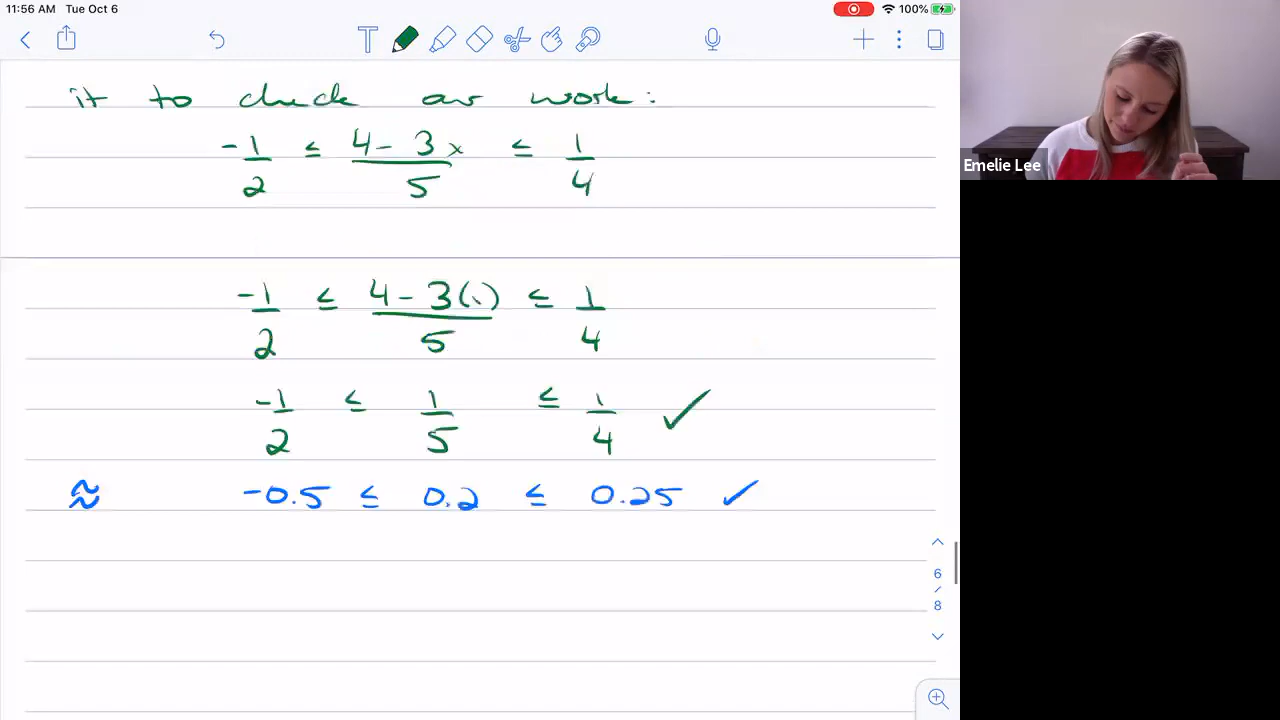 11:56 AM Tue Oct 6
100%
it to check our work:
-1/2 ≤ (4 - 3x)/5 ≤ 1/4
-1/2 ≤ (4 - 3(1))/5 ≤ 1/4
-1/2 ≤ 1/5 ≤ 1/4 ✓
≈ -0.5 ≤ 0.2 ≤ 0.25 ✓
6/8
Emelie Lee